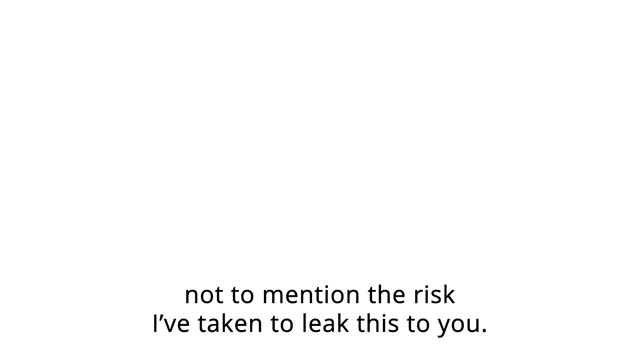 not to mention the risk
I’ve taken to leak this to you.